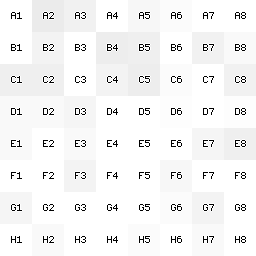 A1 A2 A3 A4 A5 A6 A7 A8
B1 B2 B3 B4 B5 B6 B7 B8
C1 C2 C3 C4 C5 C6 C7 C8
D1 D2 D3 D4 D5 D6 D7 D8
E1 E2 E3 E4 E5 E6 E7 E8
F1 F2 F3 F4 F5 F6 F7 F8
G1 G2 G3 G4 G5 G6 G7 G8
H1 H2 H3 H4 H5 H6 H7 H8